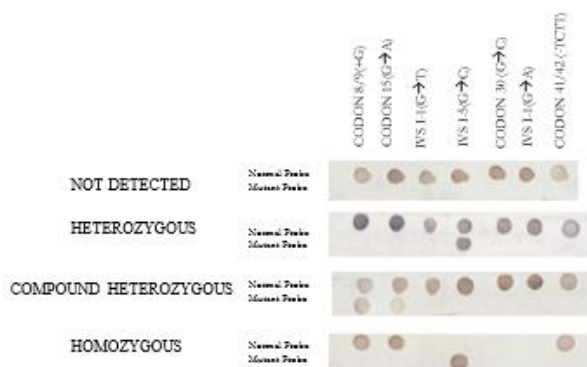 CODON 8/9(+G)
CODON 15(G→A)
IVS I-1(G→T)
IVS I-5(G→C)
CODON 30 (G→C)
IVS I-1(G→A)
CODON 41/42 (-TCTT)
NOT DETECTED
Normal Probe
Mutant Probe
HETEROZYGOUS
Normal Probe
Mutant Probe
COMPOUND HETEROZYGOUS
Normal Probe
Mutant Probe
HOMOZYGOUS
Normal Probe
Mutant Probe